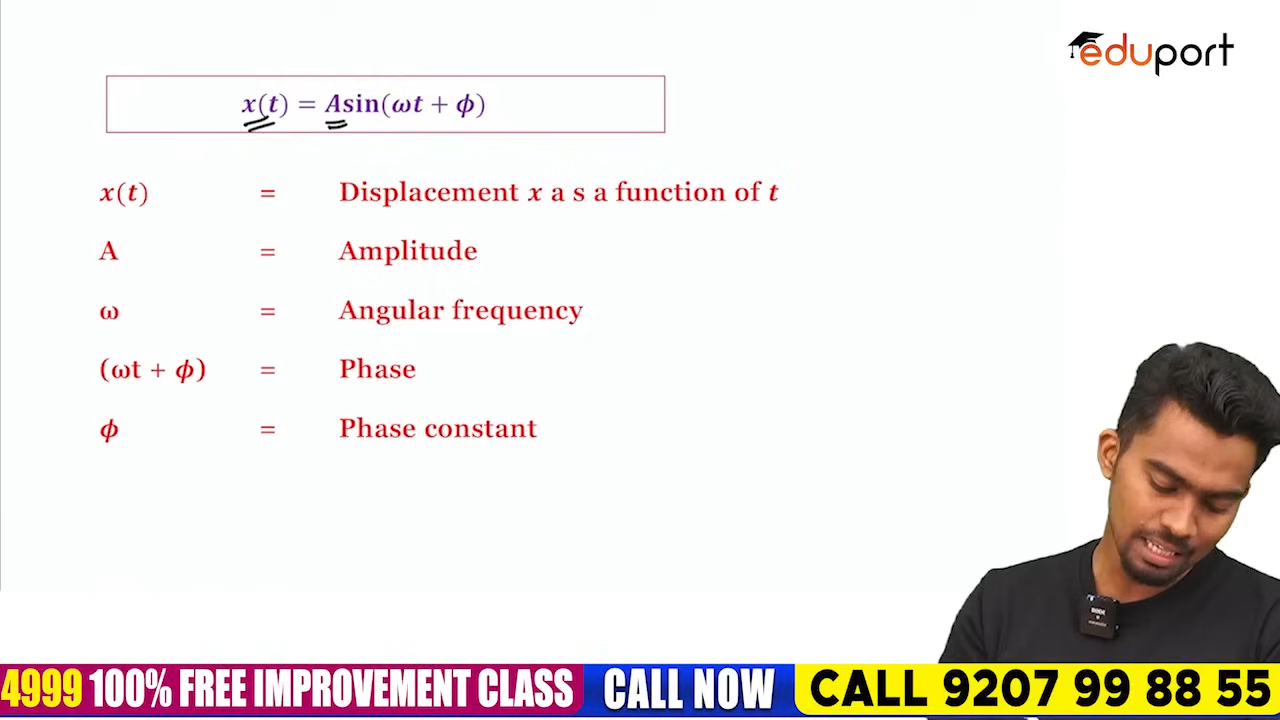 eduport
x(t) = Asin(ωt + ϕ)
x(t) = Displacement x a s a function of t
A = Amplitude
ω = Angular frequency
(ωt + ϕ) = Phase
ϕ = Phase constant
RODE
4999 100% FREE IMPROVEMENT CLASS CALL NOW CALL 9207 99 88 55